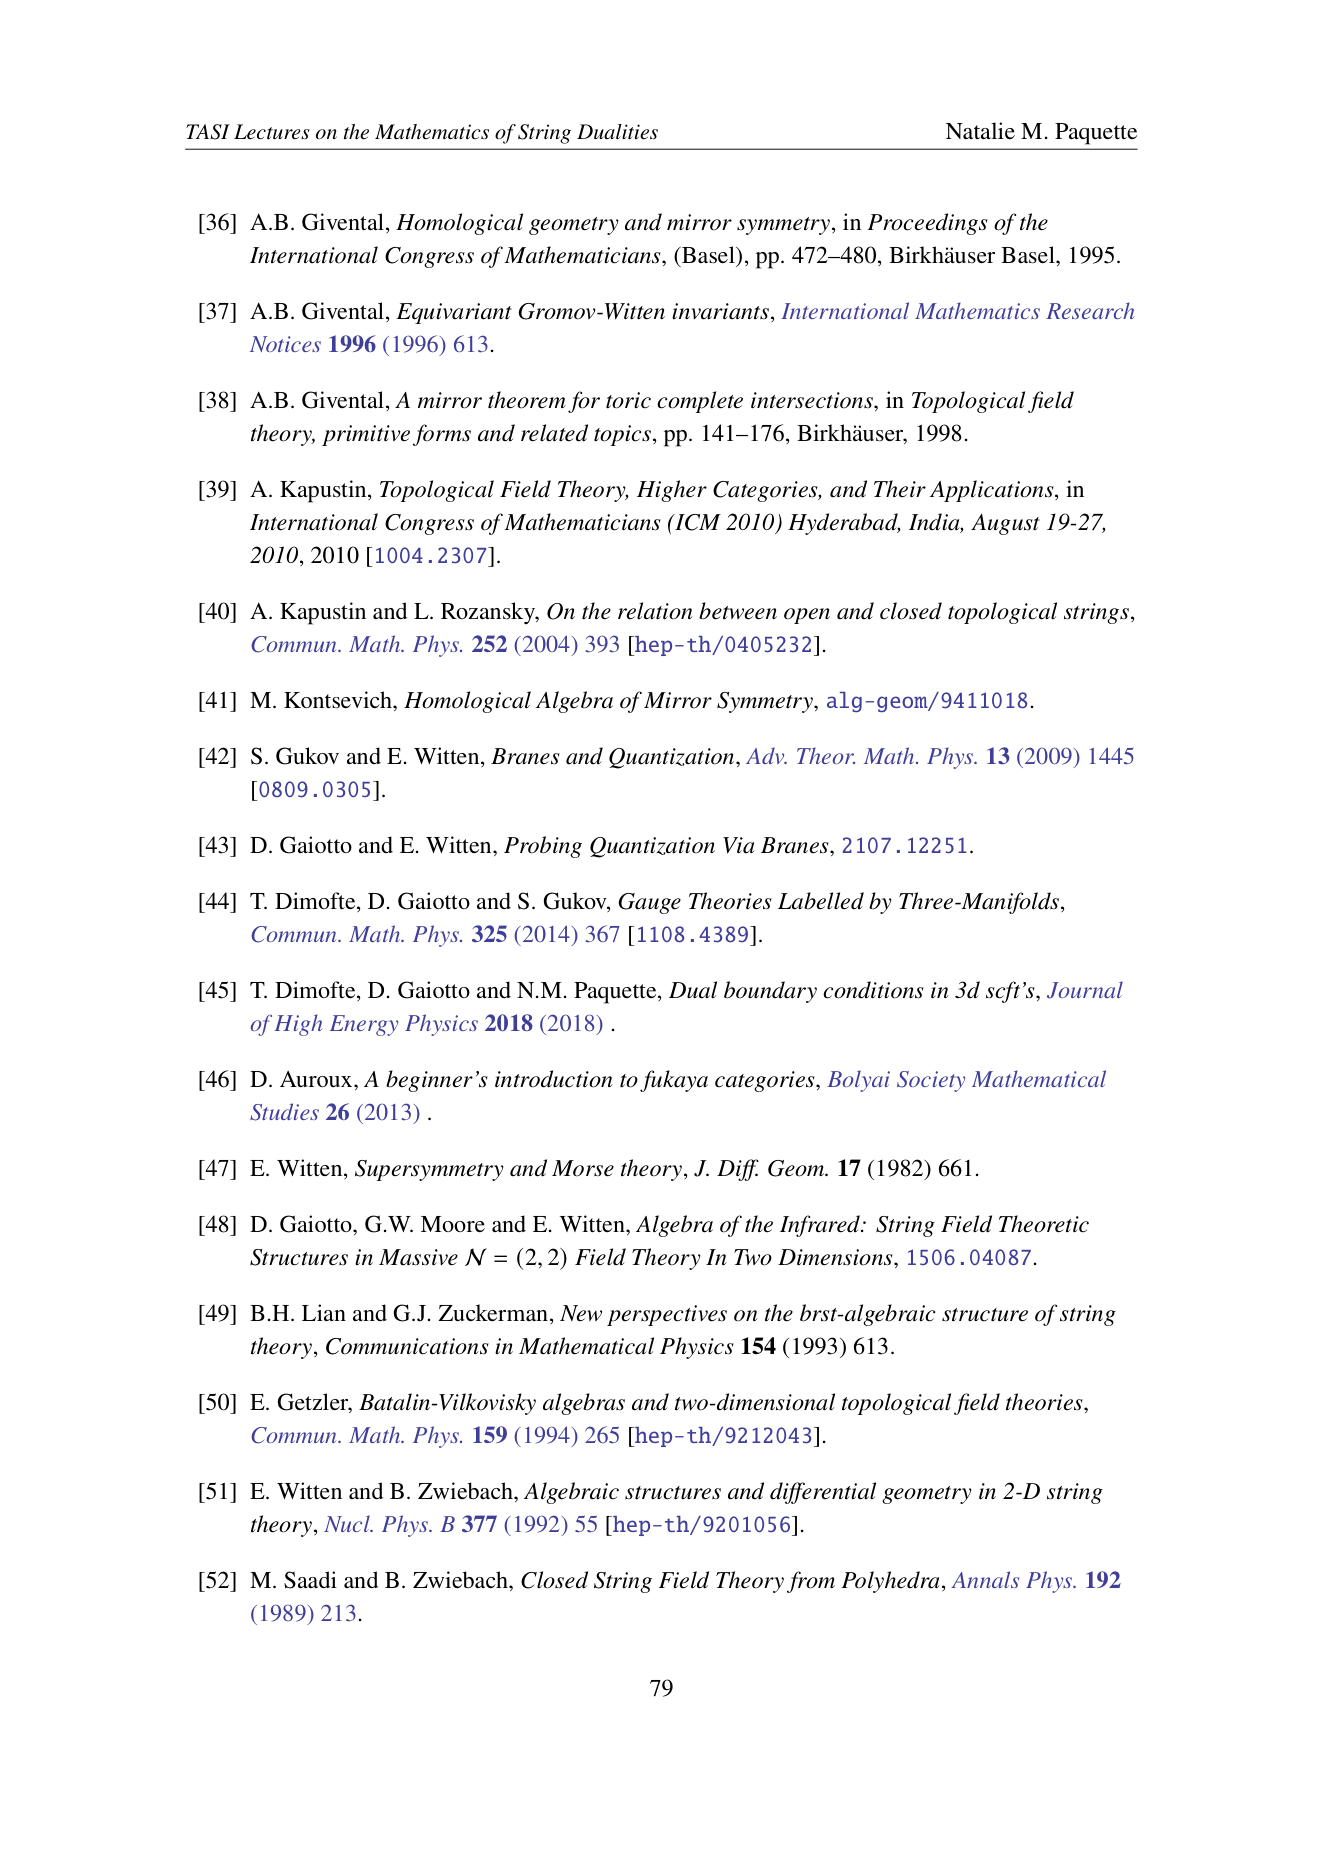 TASI Lectures on the Mathematics of String Dualities Natalie M. Paquette
[36] A.B. Givental, Homological geometry and mirror symmetry, in Proceedings of the
International Congress of Mathematicians, (Basel), pp. 472–480, Birkhäuser Basel, 1995.
[37] A.B. Givental, Equivariant Gromov-Witten invariants, International Mathematics Research
Notices 1996 (1996) 613.
[38] A.B. Givental, A mirror theorem for toric complete intersections, in Topological field
theory, primitive forms and related topics, pp. 141–176, Birkhäuser, 1998.
[39] A. Kapustin, Topological Field Theory, Higher Categories, and Their Applications, in
International Congress of Mathematicians (ICM 2010) Hyderabad, India, August 19-27,
2010, 2010 [1004.2307].
[40] A. Kapustin and L. Rozansky, On the relation between open and closed topological strings,
Commun. Math. Phys. 252 (2004) 393 [hep-th/0405232].
[41] M. Kontsevich, Homological Algebra of Mirror Symmetry, alg-geom/9411018.
[42] S. Gukov and E. Witten, Branes and Quantization, Adv. Theor. Math. Phys. 13 (2009) 1445
[0809.0305].
[43] D. Gaiotto and E. Witten, Probing Quantization Via Branes, 2107.12251.
[44] T. Dimofte, D. Gaiotto and S. Gukov, Gauge Theories Labelled by Three-Manifolds,
Commun. Math. Phys. 325 (2014) 367 [1108.4389].
[45] T. Dimofte, D. Gaiotto and N.M. Paquette, Dual boundary conditions in 3d scft's, Journal
of High Energy Physics 2018 (2018) .
[46] D. Auroux, A beginner's introduction to fukaya categories, Bolyai Society Mathematical
Studies 26 (2013) .
[47] E. Witten, Supersymmetry and Morse theory, J. Diff. Geom. 17 (1982) 661.
[48] D. Gaiotto, G.W. Moore and E. Witten, Algebra of the Infrared: String Field Theoretic
Structures in Massive N = (2, 2) Field Theory In Two Dimensions, 1506.04087.
[49] B.H. Lian and G.J. Zuckerman, New perspectives on the brst-algebraic structure of string
theory, Communications in Mathematical Physics 154 (1993) 613.
[50] E. Getzler, Batalin-Vilkovisky algebras and two-dimensional topological field theories,
Commun. Math. Phys. 159 (1994) 265 [hep-th/9212043].
[51] E. Witten and B. Zwiebach, Algebraic structures and differential geometry in 2-D string
theory, Nucl. Phys. B 377 (1992) 55 [hep-th/9201056].
[52] M. Saadi and B. Zwiebach, Closed String Field Theory from Polyhedra, Annals Phys. 192
(1989) 213.
79